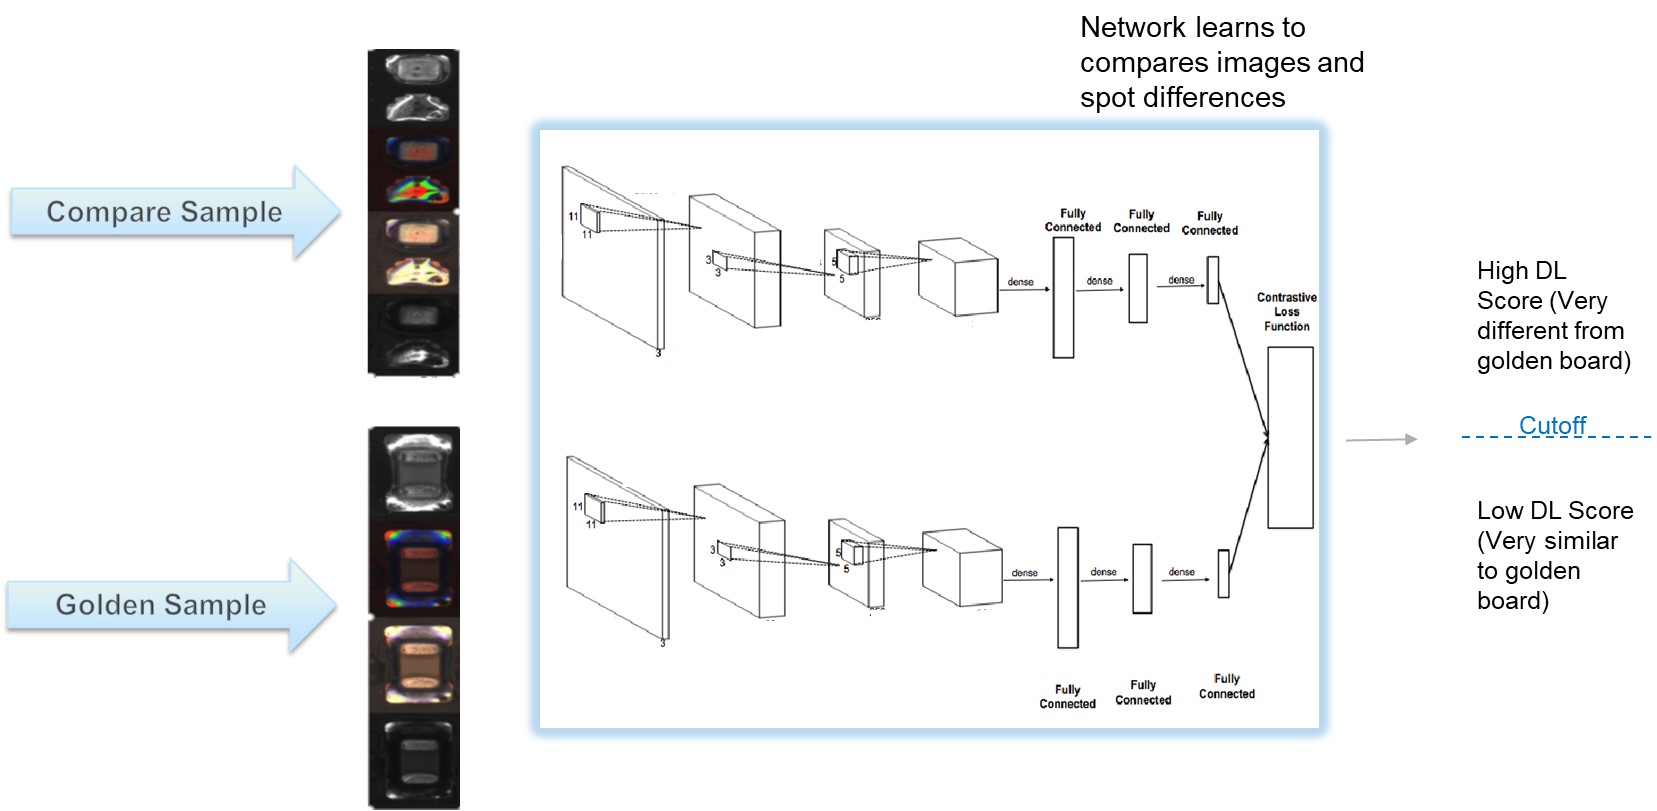 Network learns to
compares images and
spot differences
Compare Sample
Golden Sample
11
11
3
3
3
5
5
dense
dense
dense
Fully
Connected
Fully
Connected
Fully
Connected
Contrastive
Loss
Function
11
11
3
3
3
5
5
dense
dense
dense
Fully
Connected
Fully
Connected
Fully
Connected
High DL
Score (Very
different from
golden board)
Cutoff
Low DL Score
(Very similar
to golden
board)